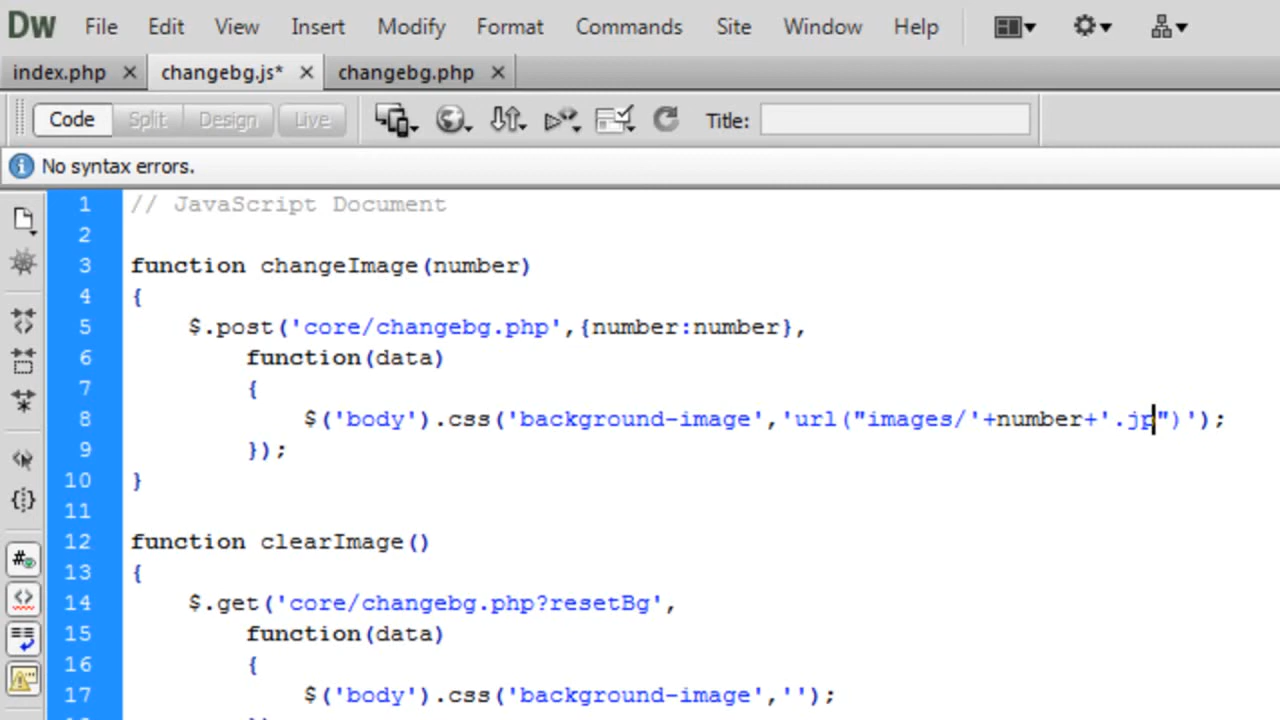 Dw File Edit View Insert Modify Format Commands Site Window Help
index.php changebg.js* changebg.php
Code Split Design Live Title:
No syntax errors.
1 // JavaScript Document
2
3 function changeImage(number)
4 {
5 $.post('core/changebg.php',{number:number},
6 function(data)
7 {
8 $('body').css('background-image','url("images/'+number+'.jp")');
9 });
10 }
11
12 function clearImage()
13 {
14 $.get('core/changebg.php?resetBg',
15 function(data)
16 {
17 $('body').css('background-image','');